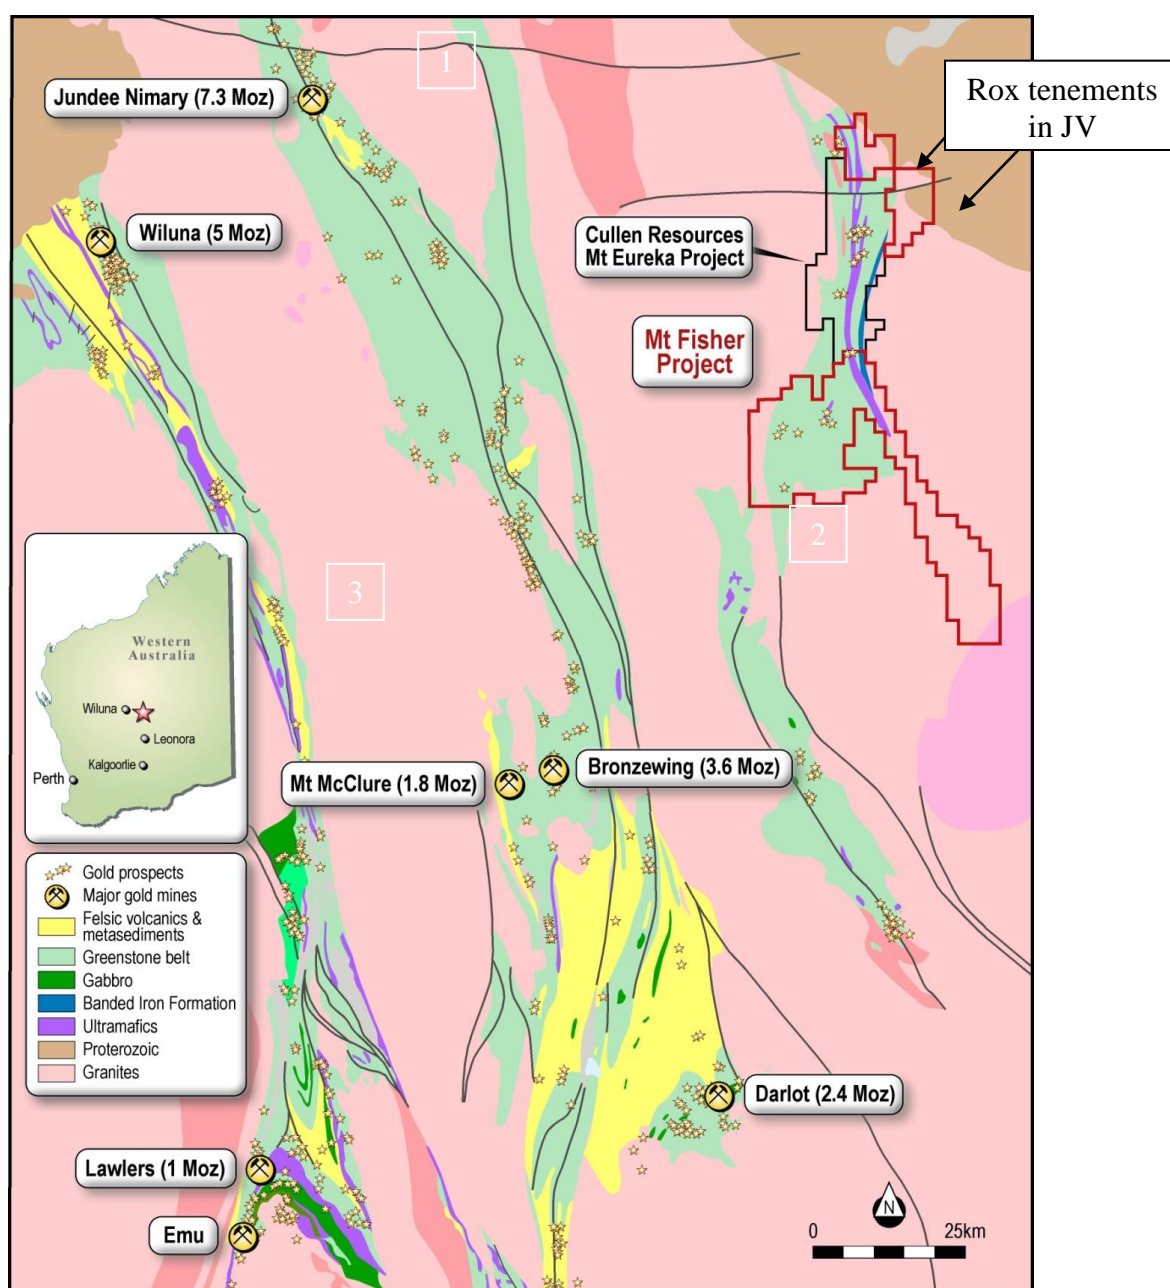 1
Rox tenements
in JV
Jundee Nimary (7.3 Moz)
Wiluna (5 Moz)
Cullen Resources
Mt Eureka Project
Mt Fisher
Project
2
3
Western
Australia
Wiluna
Leonora
Kalgoorlie
Perth
Mt McClure (1.8 Moz)
Bronzewing (3.6 Moz)
Gold prospects
Major gold mines
Felsic volcanics &
metasediments
Greenstone belt
Gabbro
Banded Iron Formation
Ultramafics
Proterozoic
Granites
Darlot (2.4 Moz)
Lawlers (1 Moz)
Emu
N
0 25km